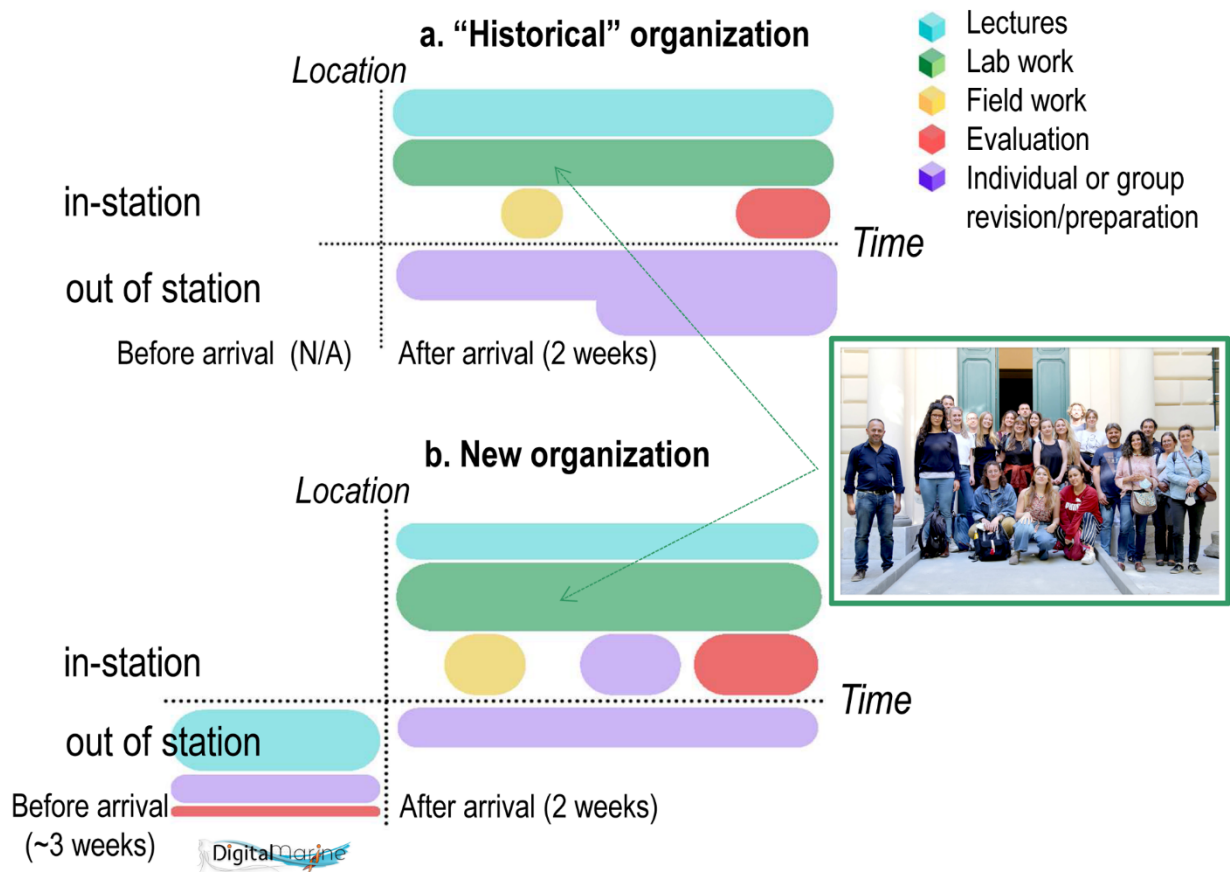 a. “Historical” organization
Location
in-station
Time
out of station
Before arrival (N/A)
After arrival (2 weeks)
Lectures
Lab work
Field work
Evaluation
Individual or group
revision/preparation
b. New organization
Location
in-station
Time
out of station
Before arrival
(~3 weeks)
After arrival (2 weeks)
DigitalMarine
PUMA